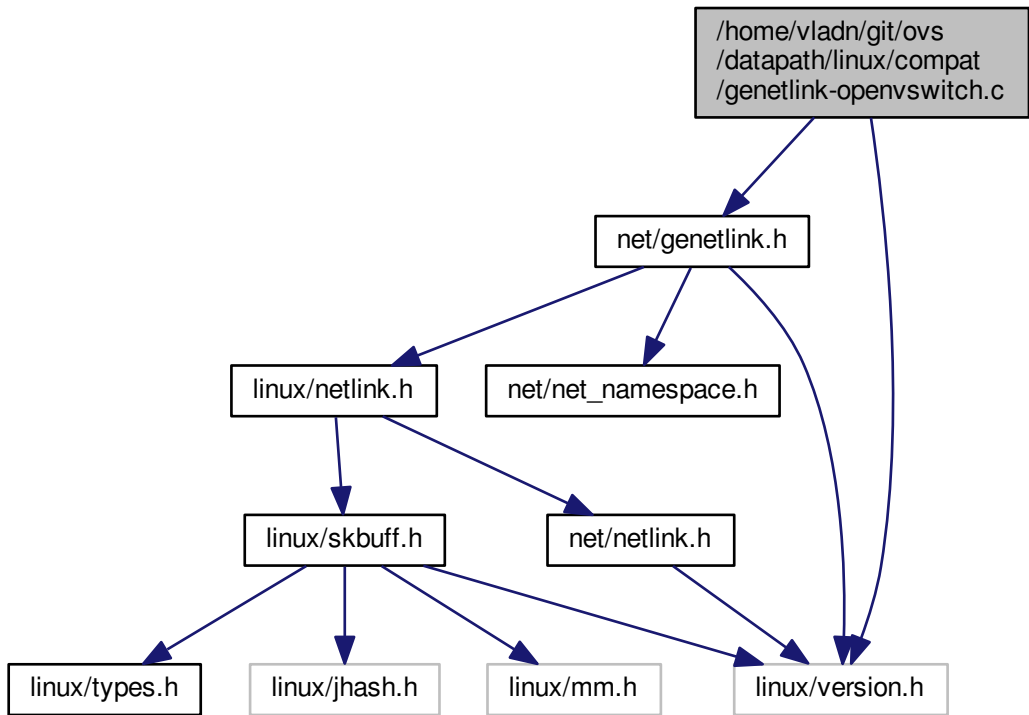 /home/vladn/git/ovs
/datapath/linux/compat
/genetlink-openvswitch.c
net/genetlink.h
linux/netlink.h
net/net_namespace.h
linux/skbuff.h
net/netlink.h
linux/types.h
linux/jhash.h
linux/mm.h
linux/version.h